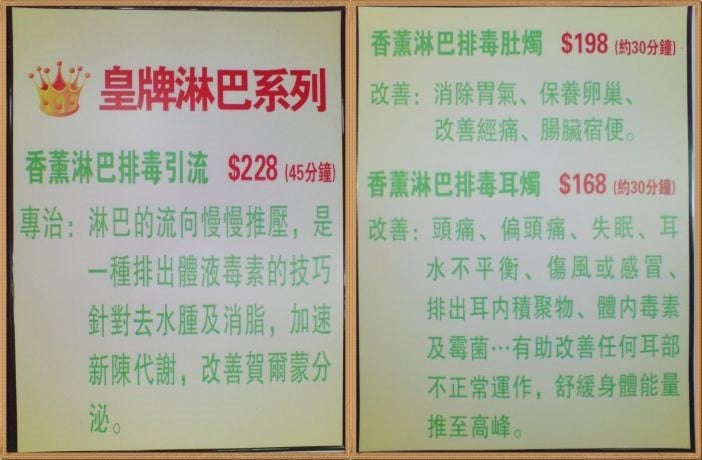 皇牌淋巴系列
香薰淋巴排毒引流 $228 (45分鐘)
專治：淋巴的流向慢慢推壓，是
一種排出體液毒素的技巧
針對去水腫及消脂，加速
新陳代謝，改善賀爾蒙分
泌。
香薰淋巴排毒肚燭 $198 (約30分鐘)
改善：消除胃氣、保養卵巢、
改善經痛、腸臟宿便。
香薰淋巴排毒耳燭 $168 (約30分鐘)
改善：頭痛、偏頭痛、失眠、耳
水不平衡、傷風或感冒、
排出耳內積聚物、體內毒素
及霉菌…有助改善任何耳部
不正常運作，舒緩身體能量
推至高峰。